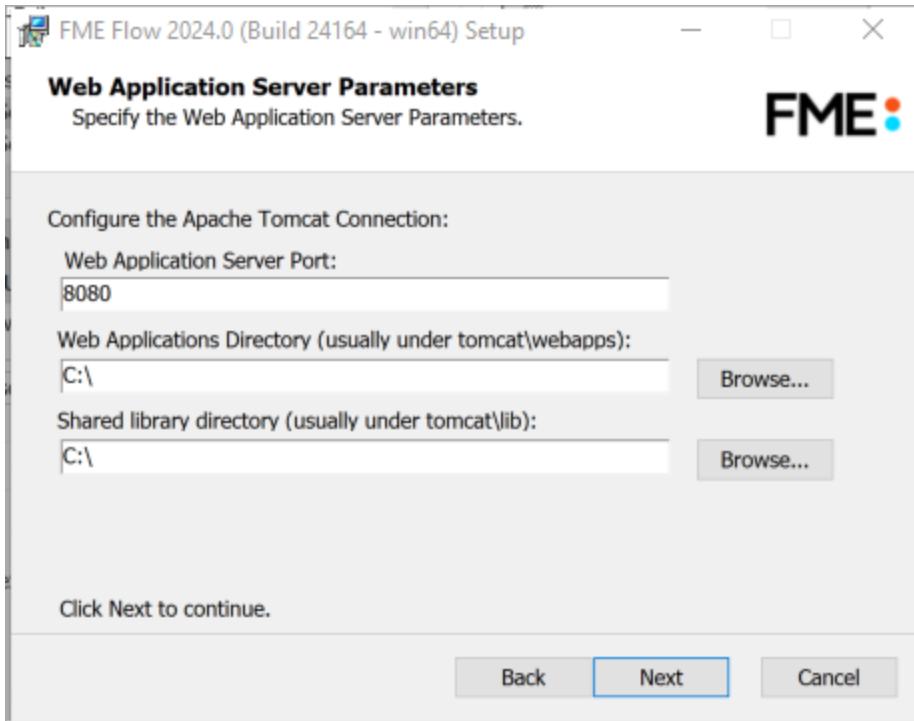 FME Flow 2024.0 (Build 24164 - win64) Setup
Web Application Server Parameters
Specify the Web Application Server Parameters.
FME
Configure the Apache Tomcat Connection:
Web Application Server Port:
8080
Web Applications Directory (usually under tomcat\webapps):
C:\
Browse...
Shared library directory (usually under tomcat\lib):
C:\
Browse...
Click Next to continue.
Back Next Cancel